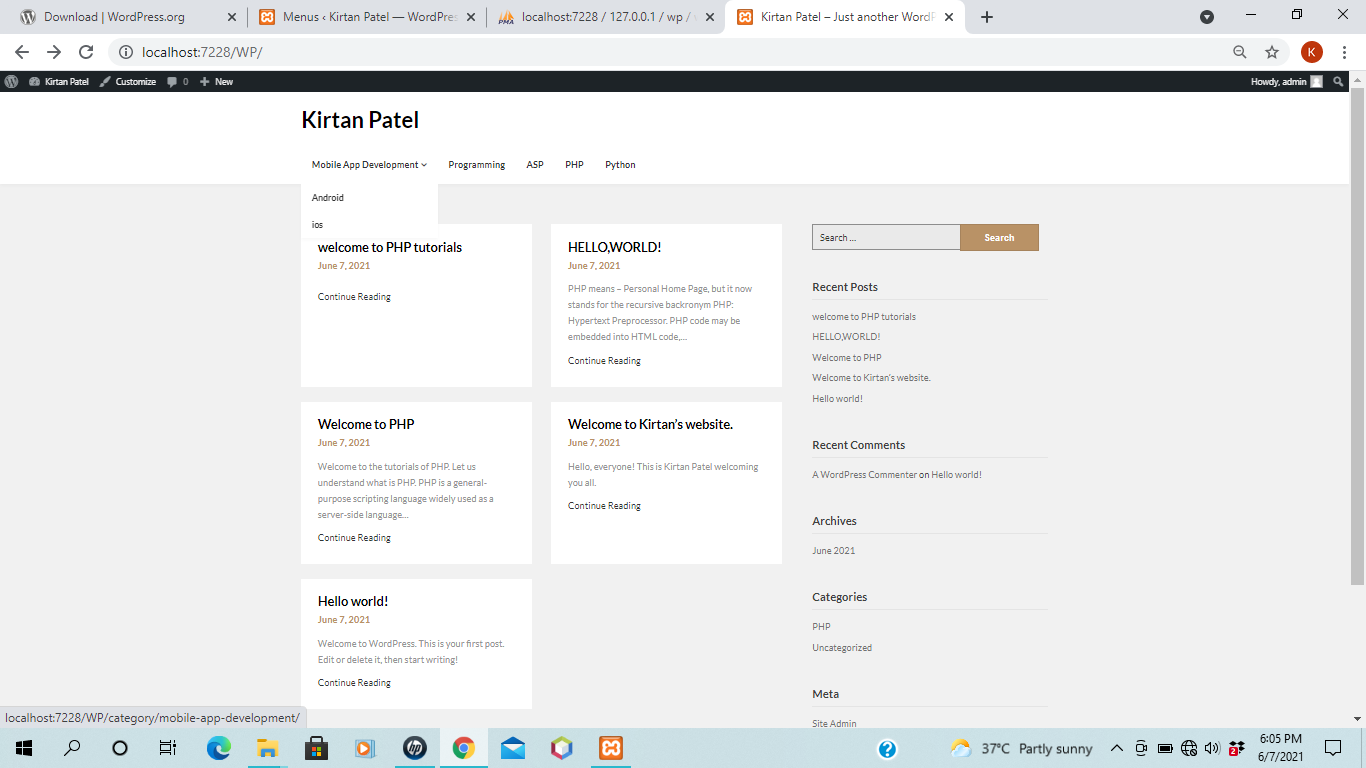 Download | WordPress.org
Menus ‹ Kirtan Patel — WordPres
localhost:7228 / 127.0.0.1 / wp /
Kirtan Patel – Just another WordP
localhost:7228/WP/
K
Kirtan Patel
Customize
0
New
Howdy, admin
Kirtan Patel
Mobile App Development
Programming
ASP
PHP
Python
Android
ios
welcome to PHP tutorials
June 7, 2021
Continue Reading
HELLO,WORLD!
June 7, 2021
PHP means – Personal Home Page, but it now
stands for the recursive backronym PHP:
Hypertext Preprocessor. PHP code may be
embedded into HTML code,...
Continue Reading
Welcome to PHP
June 7, 2021
Welcome to the tutorials of PHP. Let us
understand what is PHP. PHP is a general-
purpose scripting language widely used as a
server-side language...
Continue Reading
Welcome to Kirtan’s website.
June 7, 2021
Hello, everyone! This is Kirtan Patel welcoming
you all.
Continue Reading
Hello world!
June 7, 2021
Welcome to WordPress. This is your first post.
Edit or delete it, then start writing!
Continue Reading
Search ...
Search
Recent Posts
welcome to PHP tutorials
HELLO,WORLD!
Welcome to PHP
Welcome to Kirtan’s website.
Hello world!
Recent Comments
A WordPress Commenter on Hello world!
Archives
June 2021
Categories
PHP
Uncategorized
Meta
Site Admin
localhost:7228/WP/category/mobile-app-development/
37°C Partly sunny
6:05 PM
6/7/2021